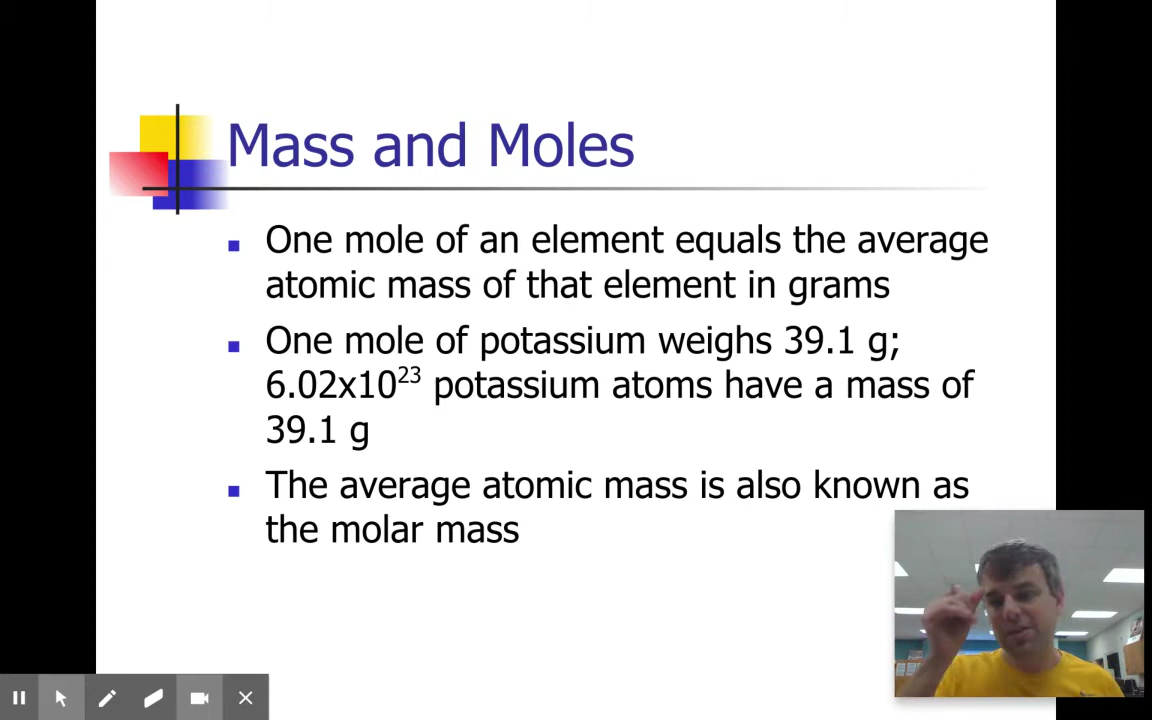 Mass and Moles
One mole of an element equals the average
atomic mass of that element in grams
One mole of potassium weighs 39.1 g;
6.02x10²³ potassium atoms have a mass of
39.1 g
The average atomic mass is also known as
the molar mass